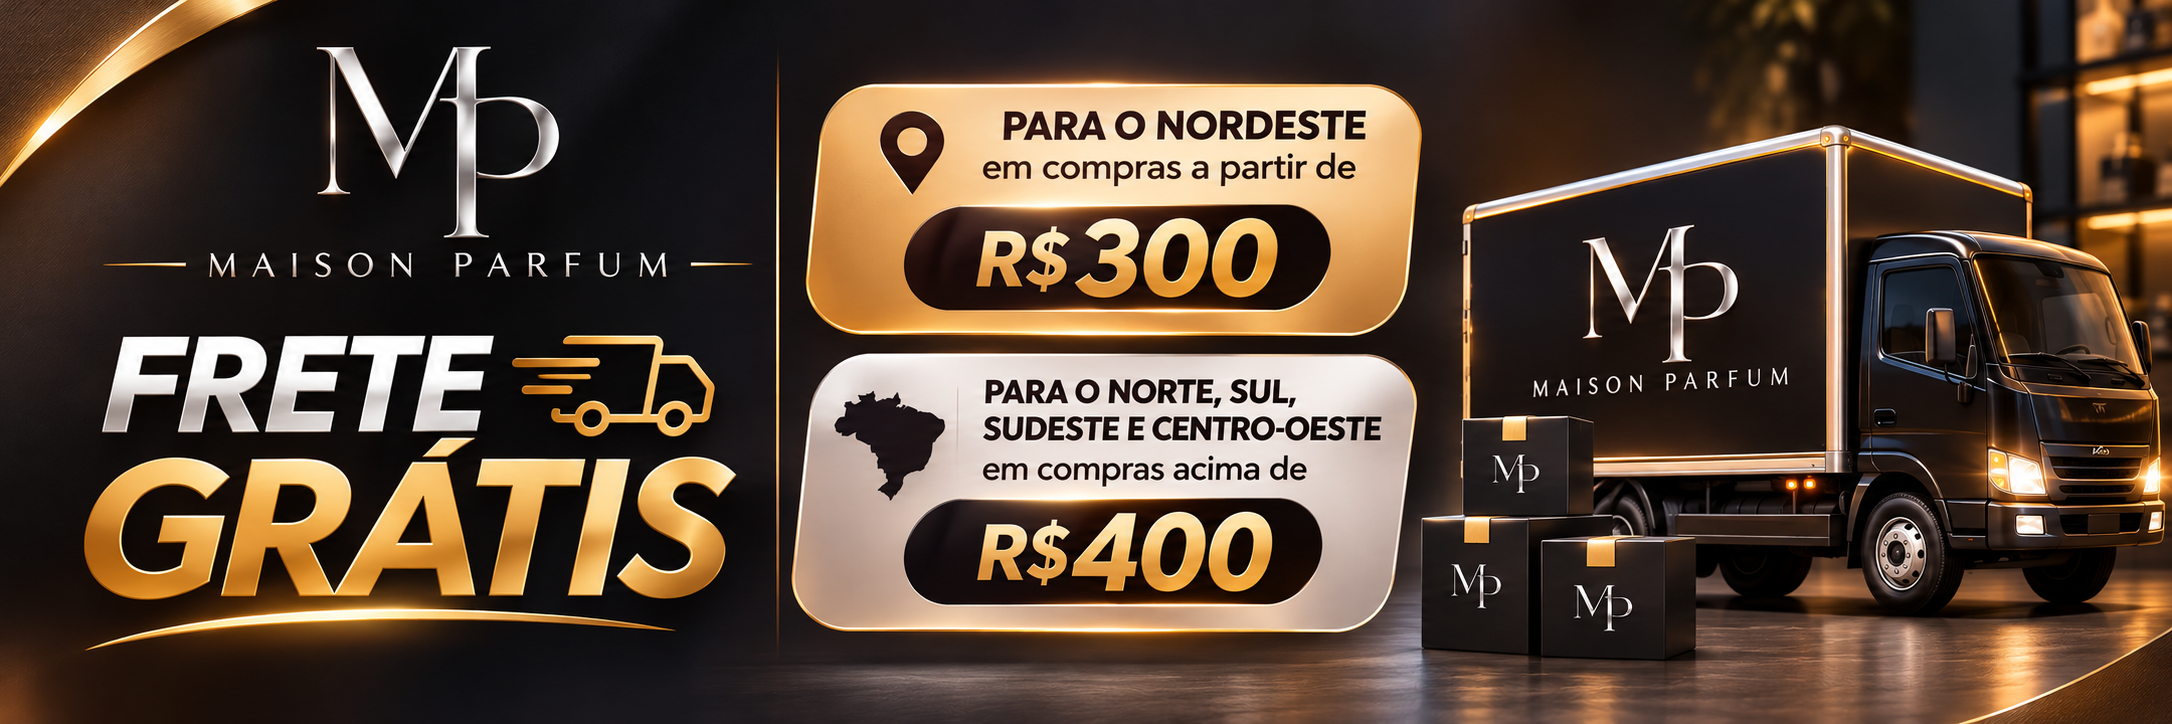 MP
MAISON PARFUM
FRETE
GRÁTIS
PARA O NORDESTE
em compras a partir de
R$300
PARA O NORTE, SUL,
SUDESTE E CENTRO-OESTE
em compras acima de
R$400
MP
MAISON PARFUM
MP
MP
MP